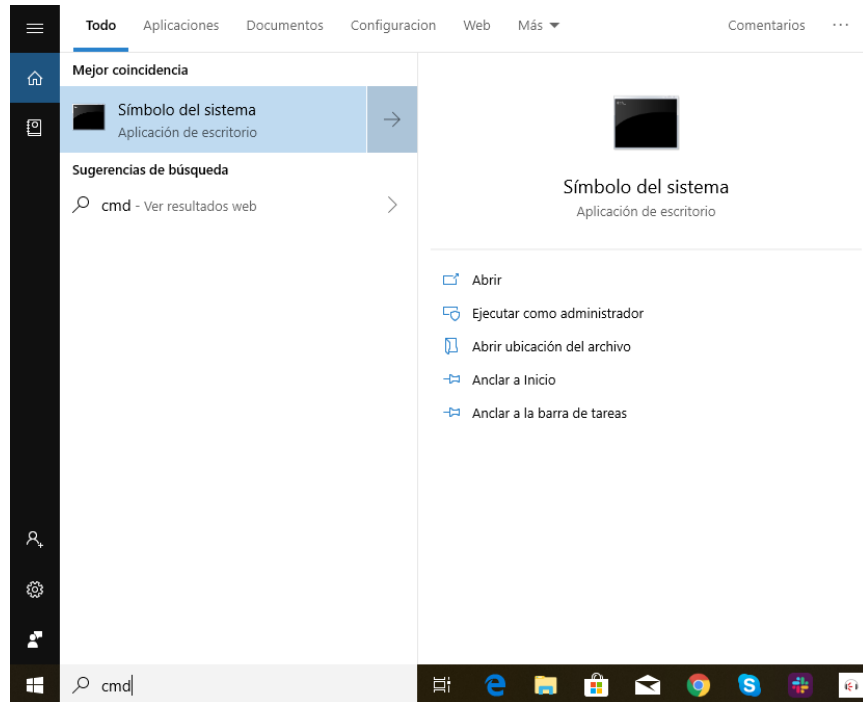 Todo Aplicaciones Documentos Configuracion Web Más Comentarios ...
Mejor coincidencia
Símbolo del sistema
Aplicación de escritorio
Sugerencias de búsqueda
cmd - Ver resultados web
Símbolo del sistema
Aplicación de escritorio
Abrir
Ejecutar como administrador
Abrir ubicación del archivo
Anclar a Inicio
Anclar a la barra de tareas
cmd